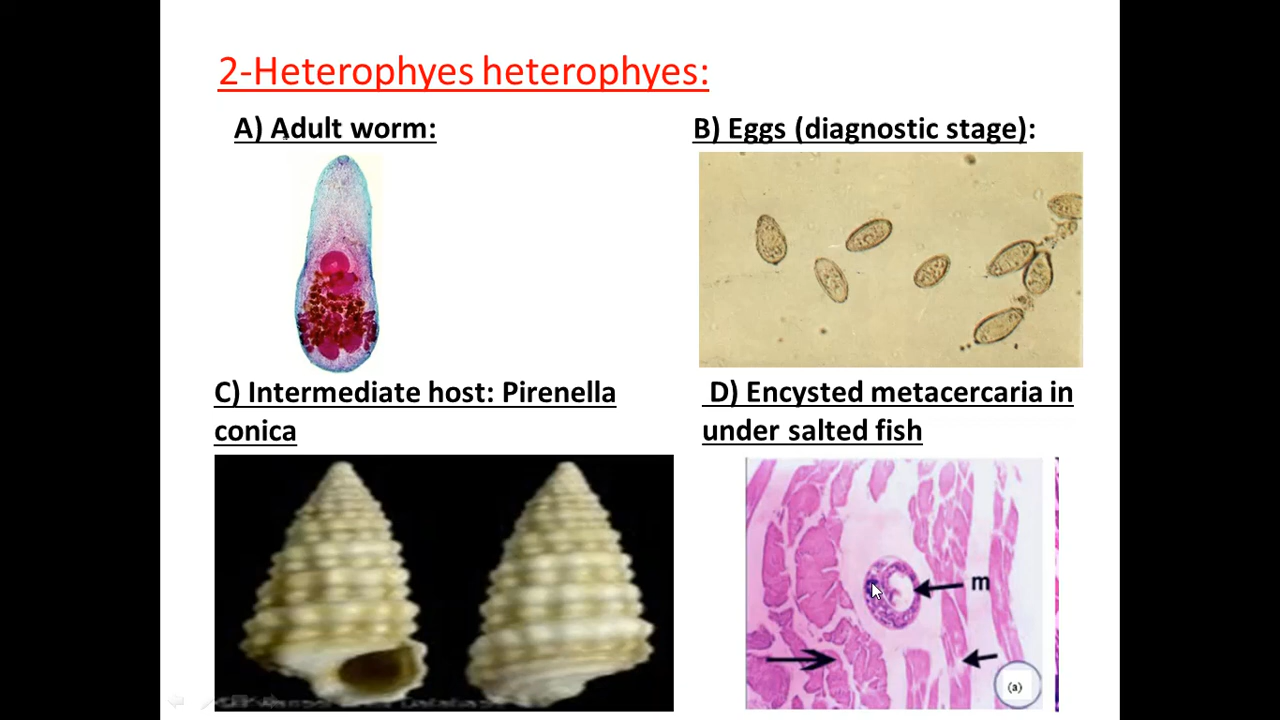 2-Heterophyes heterophyes:
A) Adult worm:
B) Eggs (diagnostic stage):
C) Intermediate host: Pirenella
conica
D) Encysted metacercaria in
under salted fish
m
(a)